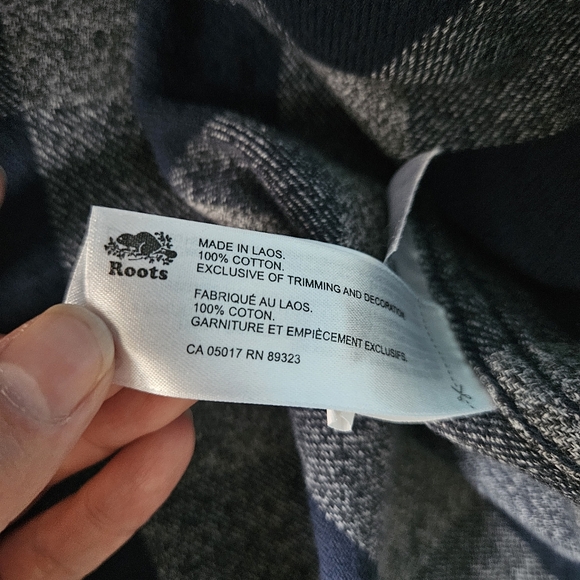 Roots
MADE IN LAOS.
100% COTTON.
EXCLUSIVE OF TRIMMING AND DECORATION
FABRIQUÉ AU LAOS.
100% COTON.
GARNITURE ET EMPIÈCEMENT EXCLUSIFS.
CA 05017 RN 89323